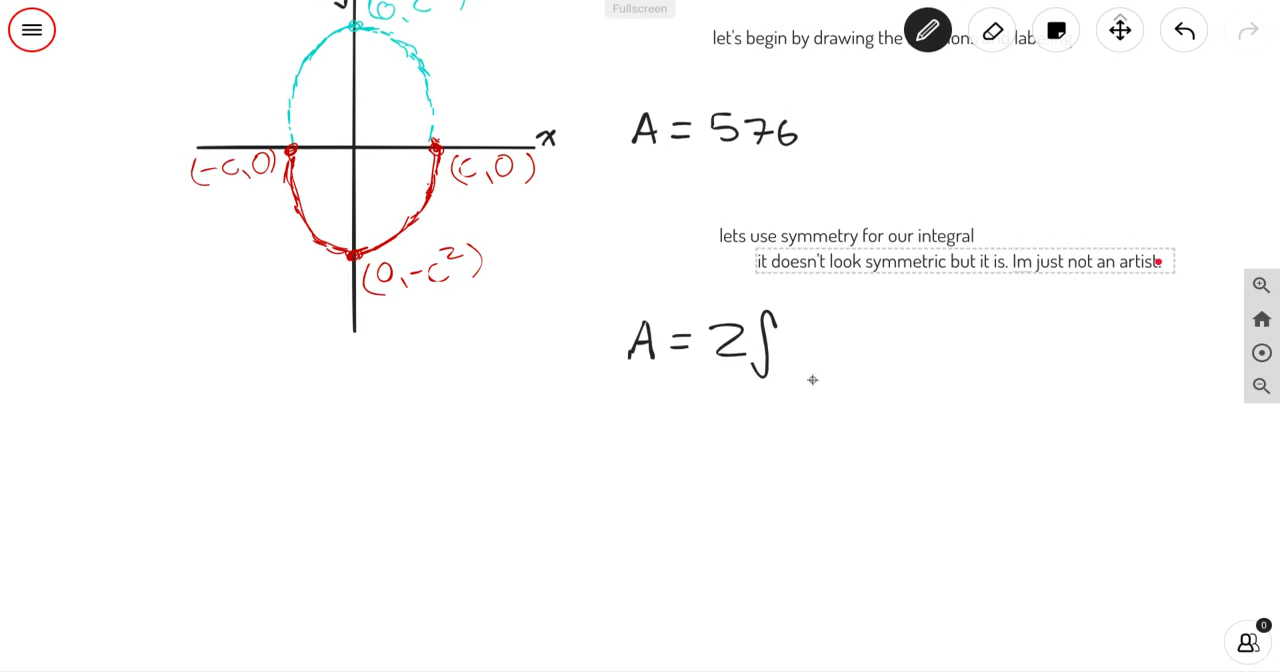 Fullscreen
let's begin by drawing the
A = 576
x
(-c,0)
(c,0)
lets use symmetry for our integral
it doesn't look symmetric but it is. Im just not an artist.
(0,-c²)
A = 2∫
0